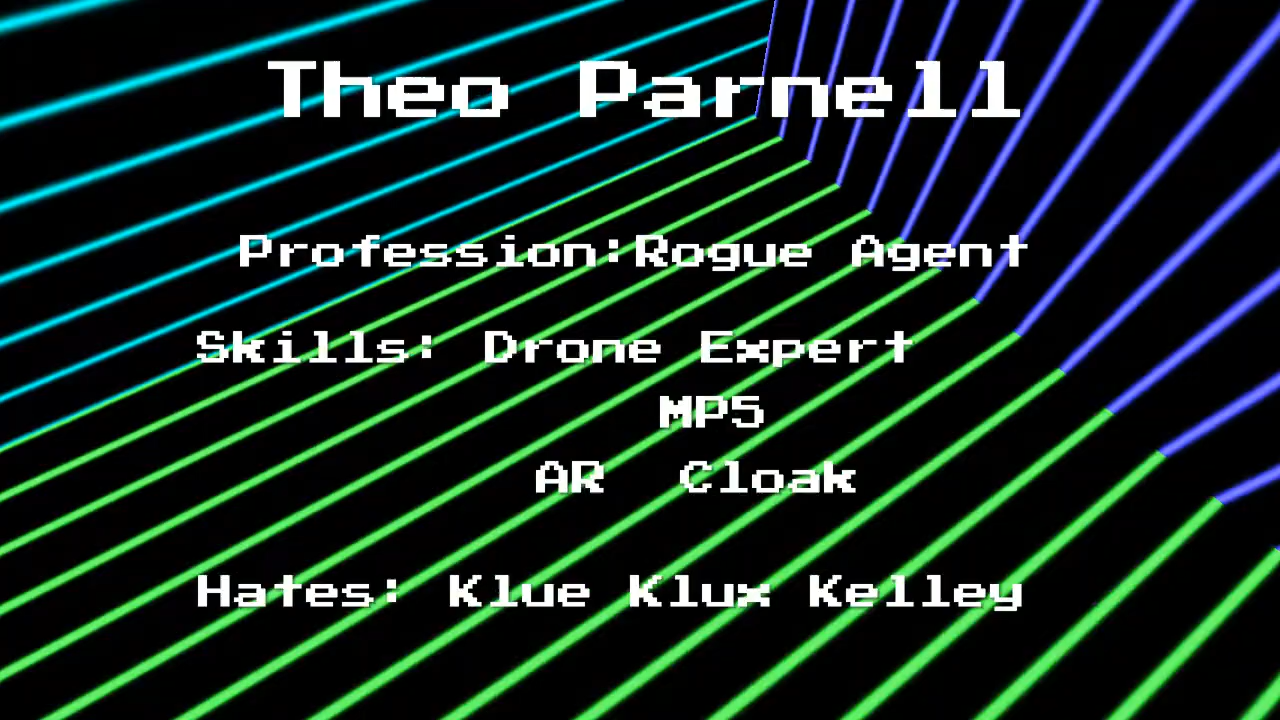 Theo Parnell
Profession:Rogue Agent
Skills: Drone Expert
MP5
AR Cloak
Hates: Klue Klux Kelley